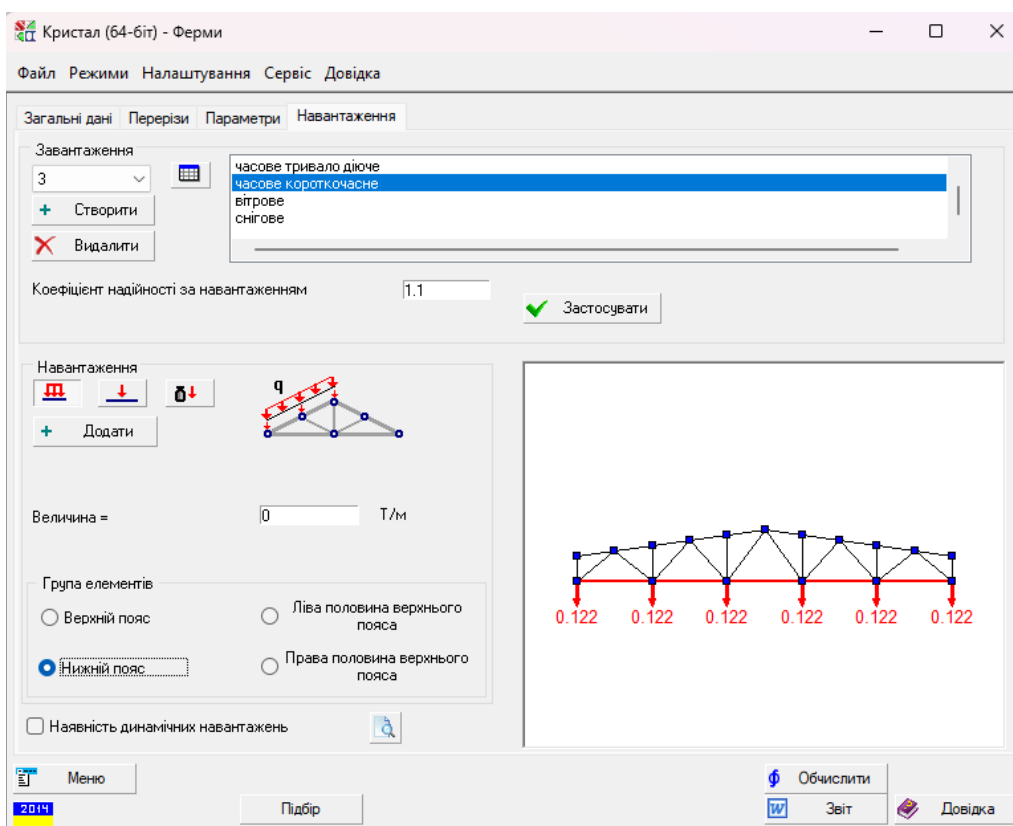 Кристал (64-біт) - Ферми
Файл Режими Налаштування Сервіс Довідка
Загальні дані Перерізи Параметри Навантаження
Завантаження
3
часове тривало діюче
часове короткочасне
вітрове
снігове
+ Створити
Видалити
Коефіцієнт надійності за навантаженням 1.1
Застосувати
Навантаження
q
+ Додати
Величина = 0 Т/м
Група елементів
Верхній пояс
Ліва половина верхнього
пояса
Нижній пояс
Права половина верхнього
пояса
Наявність динамічних навантажень
0.122 0.122 0.122 0.122 0.122 0.122
Меню
Обчислити
2014
Підбір
W Звіт
Довідка